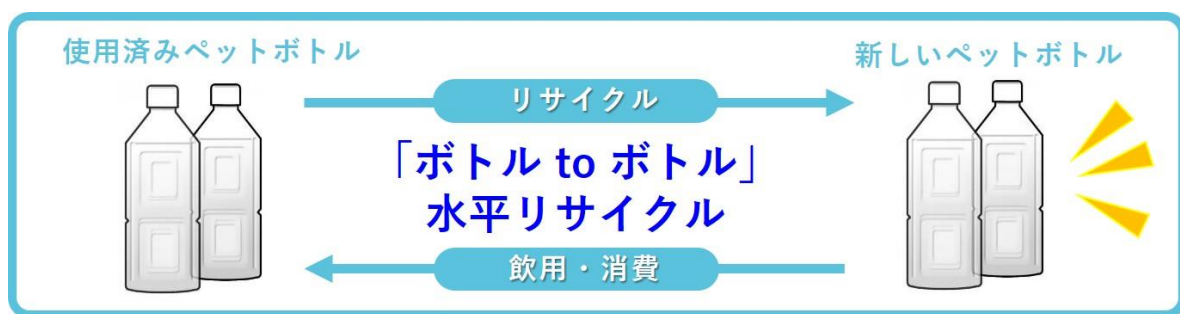 使用済みペットボトル
新しいペットボトル
リサイクル
「ボトル to ボトル」
水平リサイクル
飲用・消費